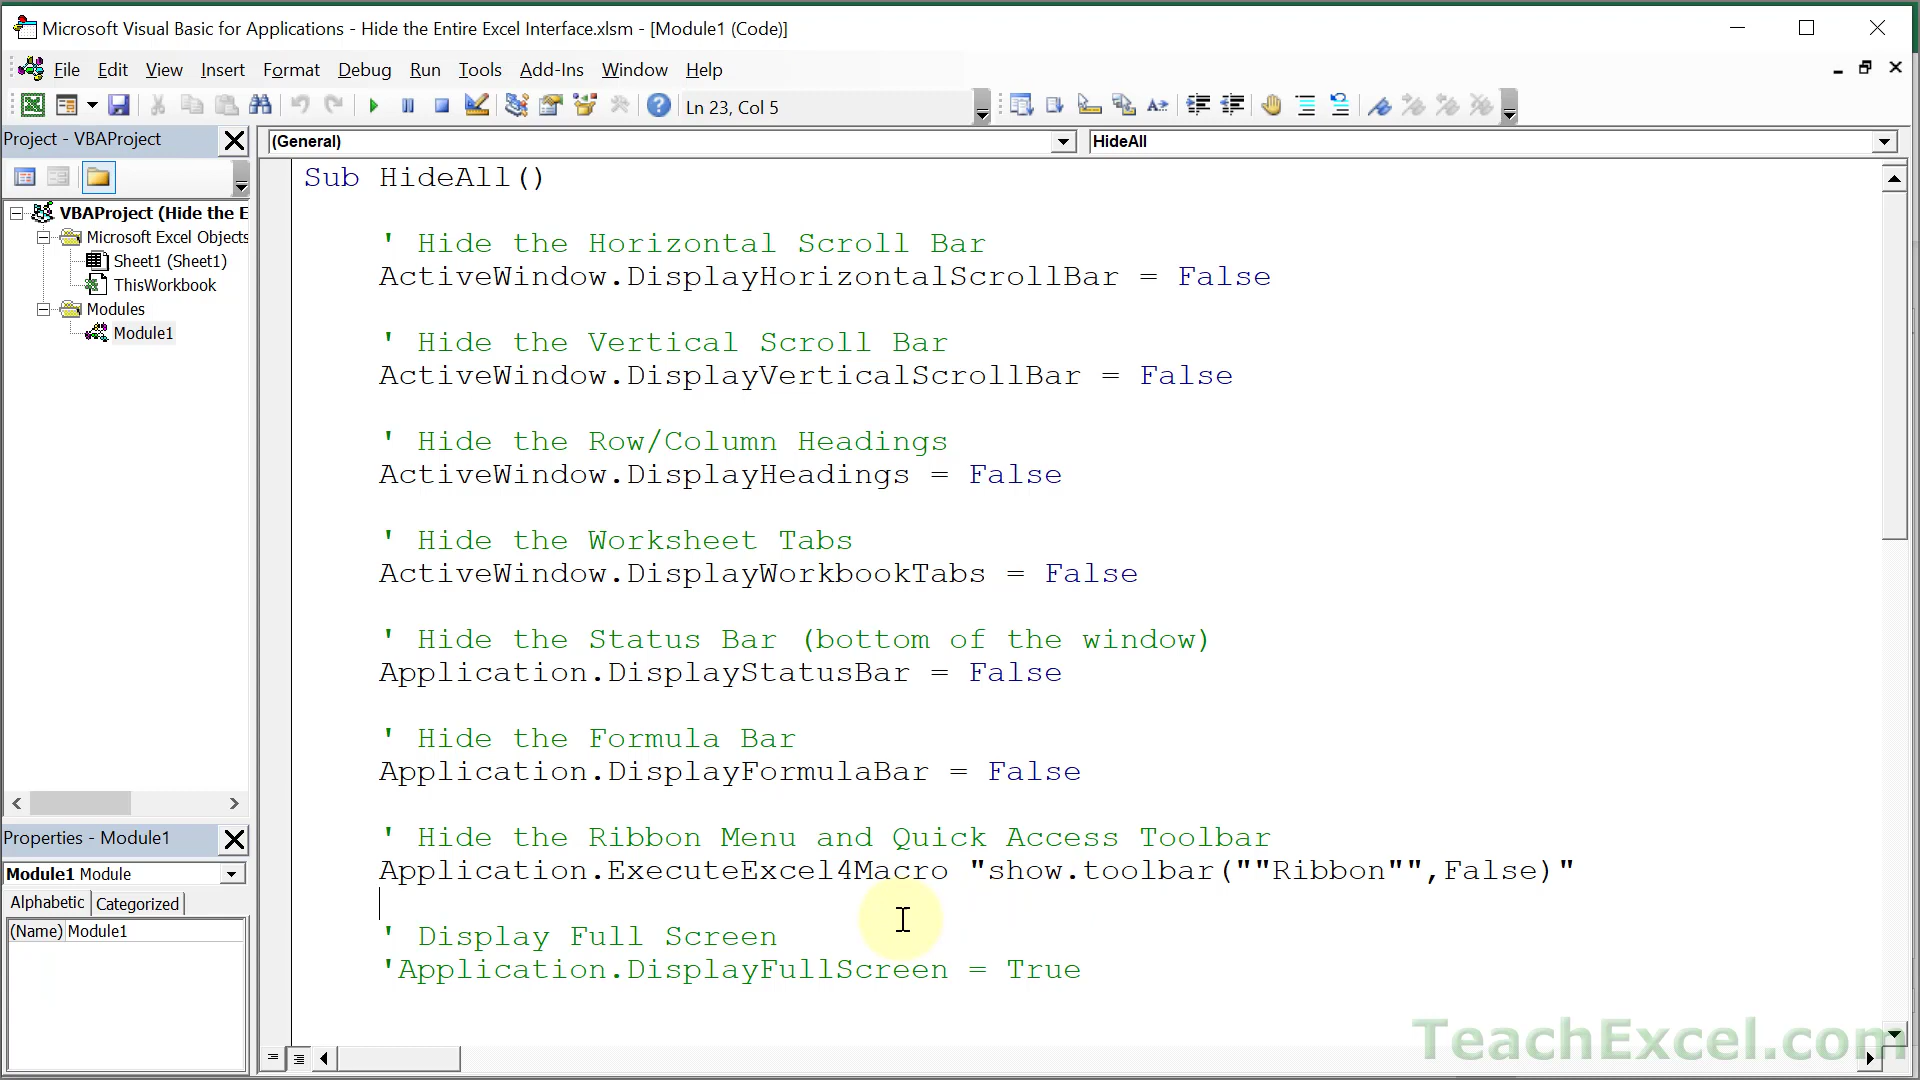 Microsoft Visual Basic for Applications - Hide the Entire Excel Interface.xlsm - [Module1 (Code)]
File Edit View Insert Format Debug Run Tools Add-Ins Window Help
Ln 23, Col 5
Project - VBAProject
(General)
HideAll
VBAProject (Hide the E
Microsoft Excel Objects
Sheet1 (Sheet1)
ThisWorkbook
Modules
Module1
Properties - Module1
Module1 Module
Alphabetic Categorized
(Name) Module1
Sub HideAll()
' Hide the Horizontal Scroll Bar
ActiveWindow.DisplayHorizontalScrollBar = False
' Hide the Vertical Scroll Bar
ActiveWindow.DisplayVerticalScrollBar = False
' Hide the Row/Column Headings
ActiveWindow.DisplayHeadings = False
' Hide the Worksheet Tabs
ActiveWindow.DisplayWorkbookTabs = False
' Hide the Status Bar (bottom of the window)
Application.DisplayStatusBar = False
' Hide the Formula Bar
Application.DisplayFormulaBar = False
' Hide the Ribbon Menu and Quick Access Toolbar
Application.ExecuteExcel4Macro "show.toolbar(""Ribbon"",False)"
' Display Full Screen
'Application.DisplayFullScreen = True
TeachExcel.com